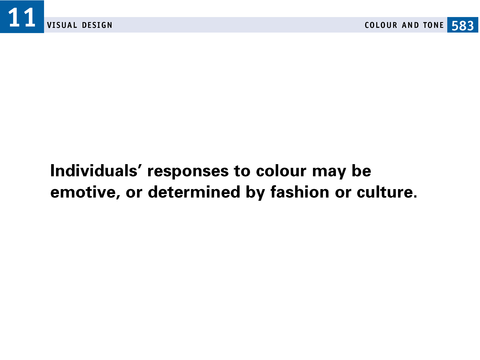 11 VISUAL DESIGN COLOUR AND TONE 583
Individuals’ responses to colour may be
emotive, or determined by fashion or culture.